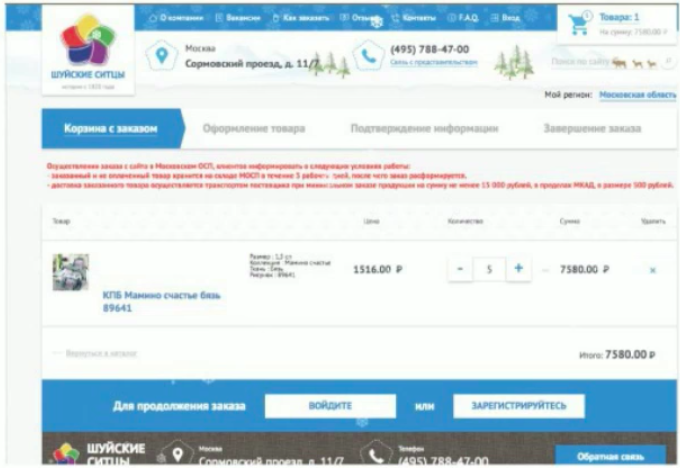 О компании Вакансии Как заказать Отзывы Контакты F.A.Q. Вход
Товара: 1
На сумму: 7580.00 ₽
Москва
Сормовский проезд, д. 11/7
(495) 788-47-00
Связь с представительством
Поиск по сайту
ШУЙСКИЕ СИТЦЫ
история с 1820 года
Мой регион: Московская область
Корзина с заказом Оформление товара Подтверждение информации Завершение заказа
Осуществление заказа с сайта в Московском ОСП, клиентов информировать о следующих условиях работы:
- заказанный и не оплаченный товар хранится на складе МОСП в течение 5 рабочих дней, после чего заказ расформируется.
- доставка заказанного товара осуществляется транспортом поставщика при минимальном заказе продукции на сумму не менее 15 000 рублей, в пределах МКАД, в размере 500 рублей.
Товар Цена Количество Сумма Удалить
Размер : 1,5 сп
Коллекция : Мамино счастье
Ткань : Бязь
Рисунок : 89641
1516.00 ₽ - 5 + 7580.00 ₽ ×
КПБ Мамино счастье бязь
89641
Вернуться в каталог
Итого: 7580.00 ₽
Для продолжения заказа ВОЙДИТЕ или ЗАРЕГИСТРИРУЙТЕСЬ
ШУЙСКИЕ
СИТЦЫ
Москва
Сормовский проезд, д. 11/7
Телефон
(495) 788-47-00
Обратная связь